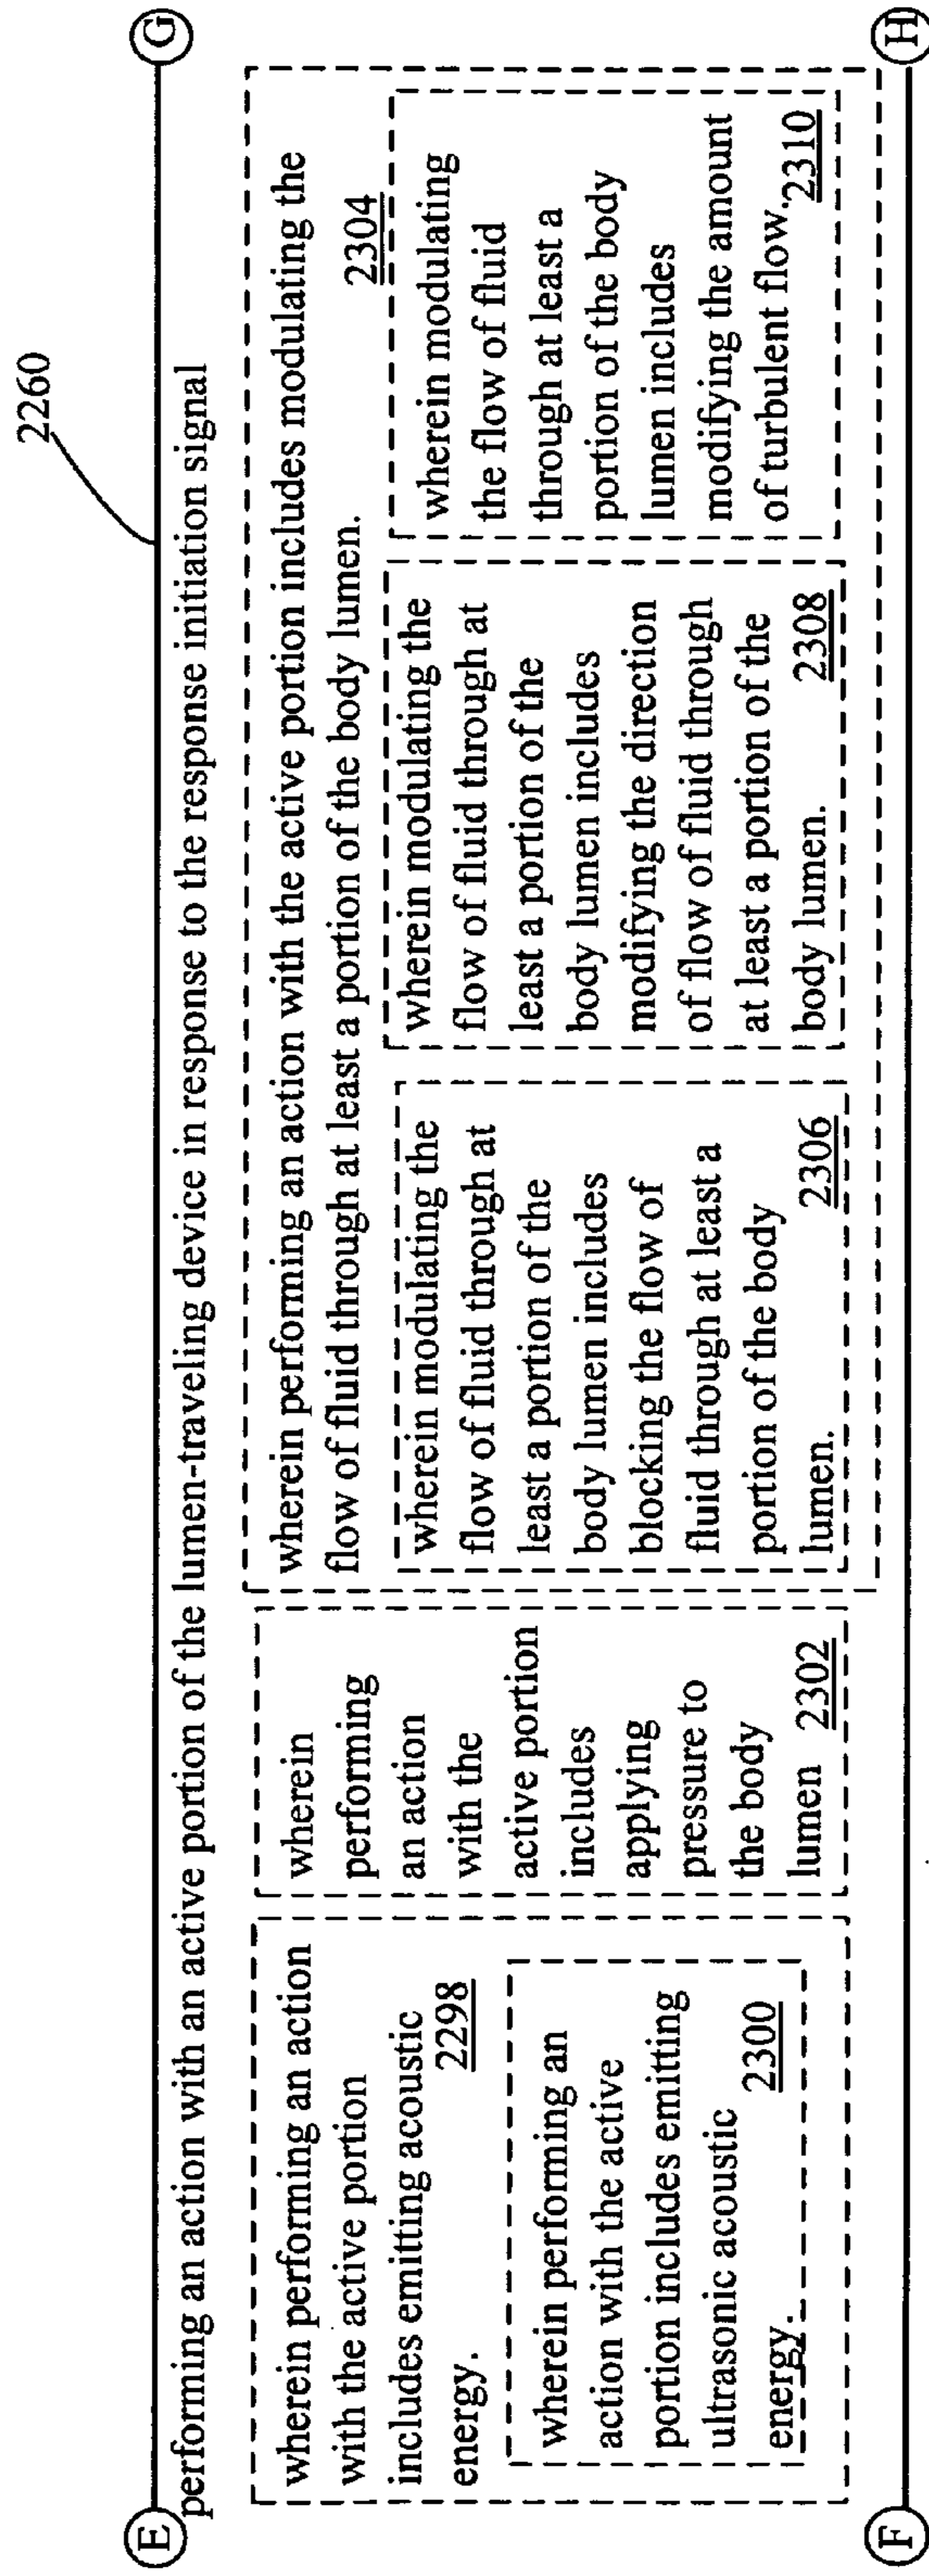 2260
E
G
performing an action with an active portion of the lumen-traveling device in response to the response initiation signal
wherein performing an action
with the active portion
includes emitting acoustic
energy.
2298
wherein performing an
action with the active
portion includes emitting
ultrasonic acoustic
energy.
2300
wherein
performing
an action
with the
active portion
includes
applying
pressure to
the body
lumen 2302
wherein performing an action with the active portion includes modulating the
flow of fluid through at least a portion of the body lumen.
2304
wherein modulating the
flow of fluid through at
least a portion of the
body lumen includes
blocking the flow of
fluid through at least a
portion of the body
lumen.
2306
wherein modulating the
flow of fluid through at
least a portion of the
body lumen includes
modifying the direction
of flow of fluid through
at least a portion of the
body lumen.
2308
wherein modulating
the flow of fluid
through at least a
portion of the body
lumen includes
modifying the amount
of turbulent flow.
2310
F
H